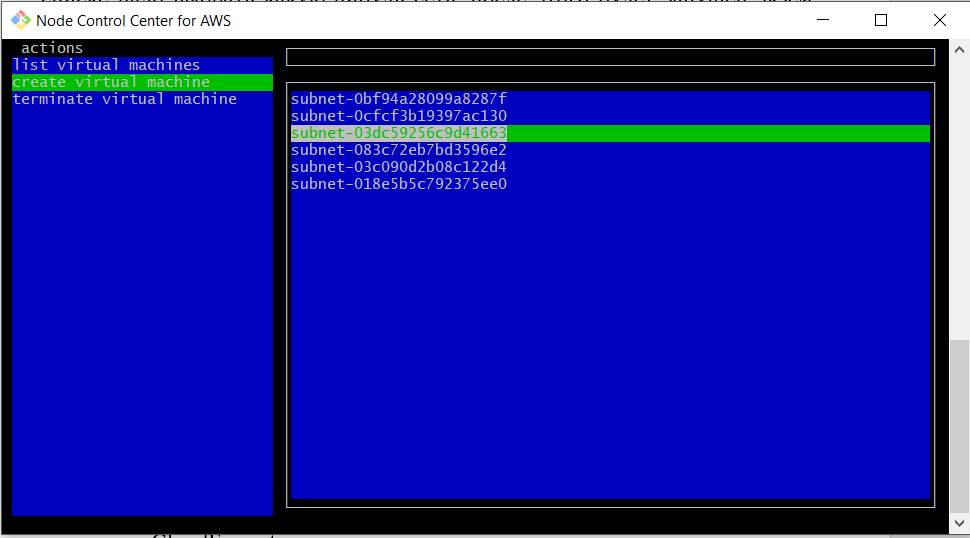 Node Control Center for AWS
actions
list virtual machines
create virtual machine
terminate virtual machine
subnet-0bf94a28099a8287f
subnet-0cfcf3b19397ac130
subnet-03dc59256c9d41663
subnet-083c72eb7bd3596e2
subnet-03c090d2b08c122d4
subnet-018e5b5c792375ee0